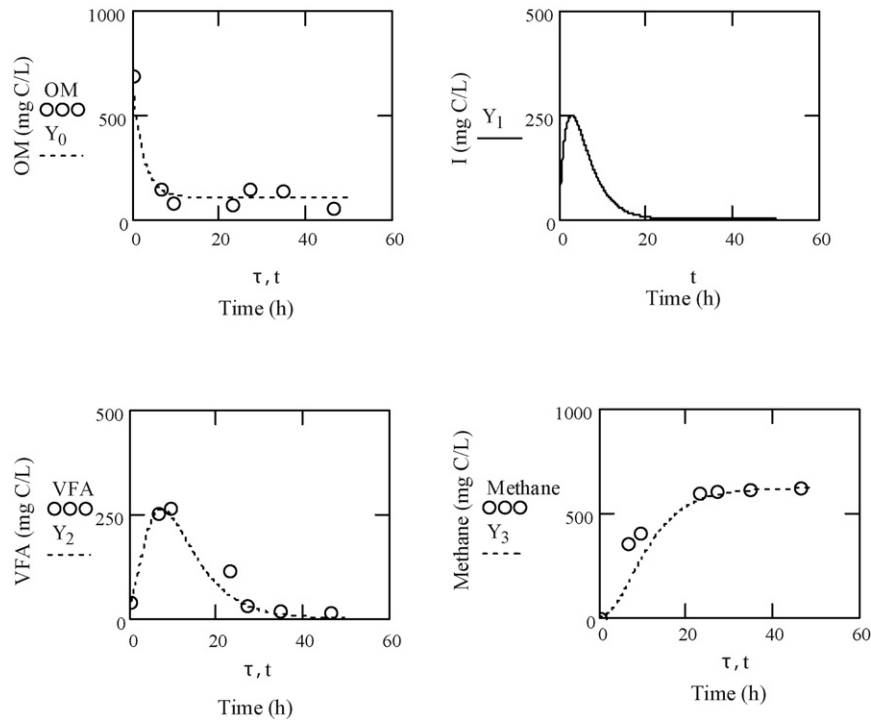 1000
500
0
0
20
40
60
OM (mg C/L)
OM
Y0
τ, t
Time (h)
500
250
0
0
20
40
60
I (mg C/L)
Y1
t
Time (h)
500
250
0
0
20
40
60
VFA (mg C/L)
VFA
Y2
τ, t
Time (h)
1000
500
0
0
20
40
60
Methane (mg C/L)
Methane
Y3
τ, t
Time (h)